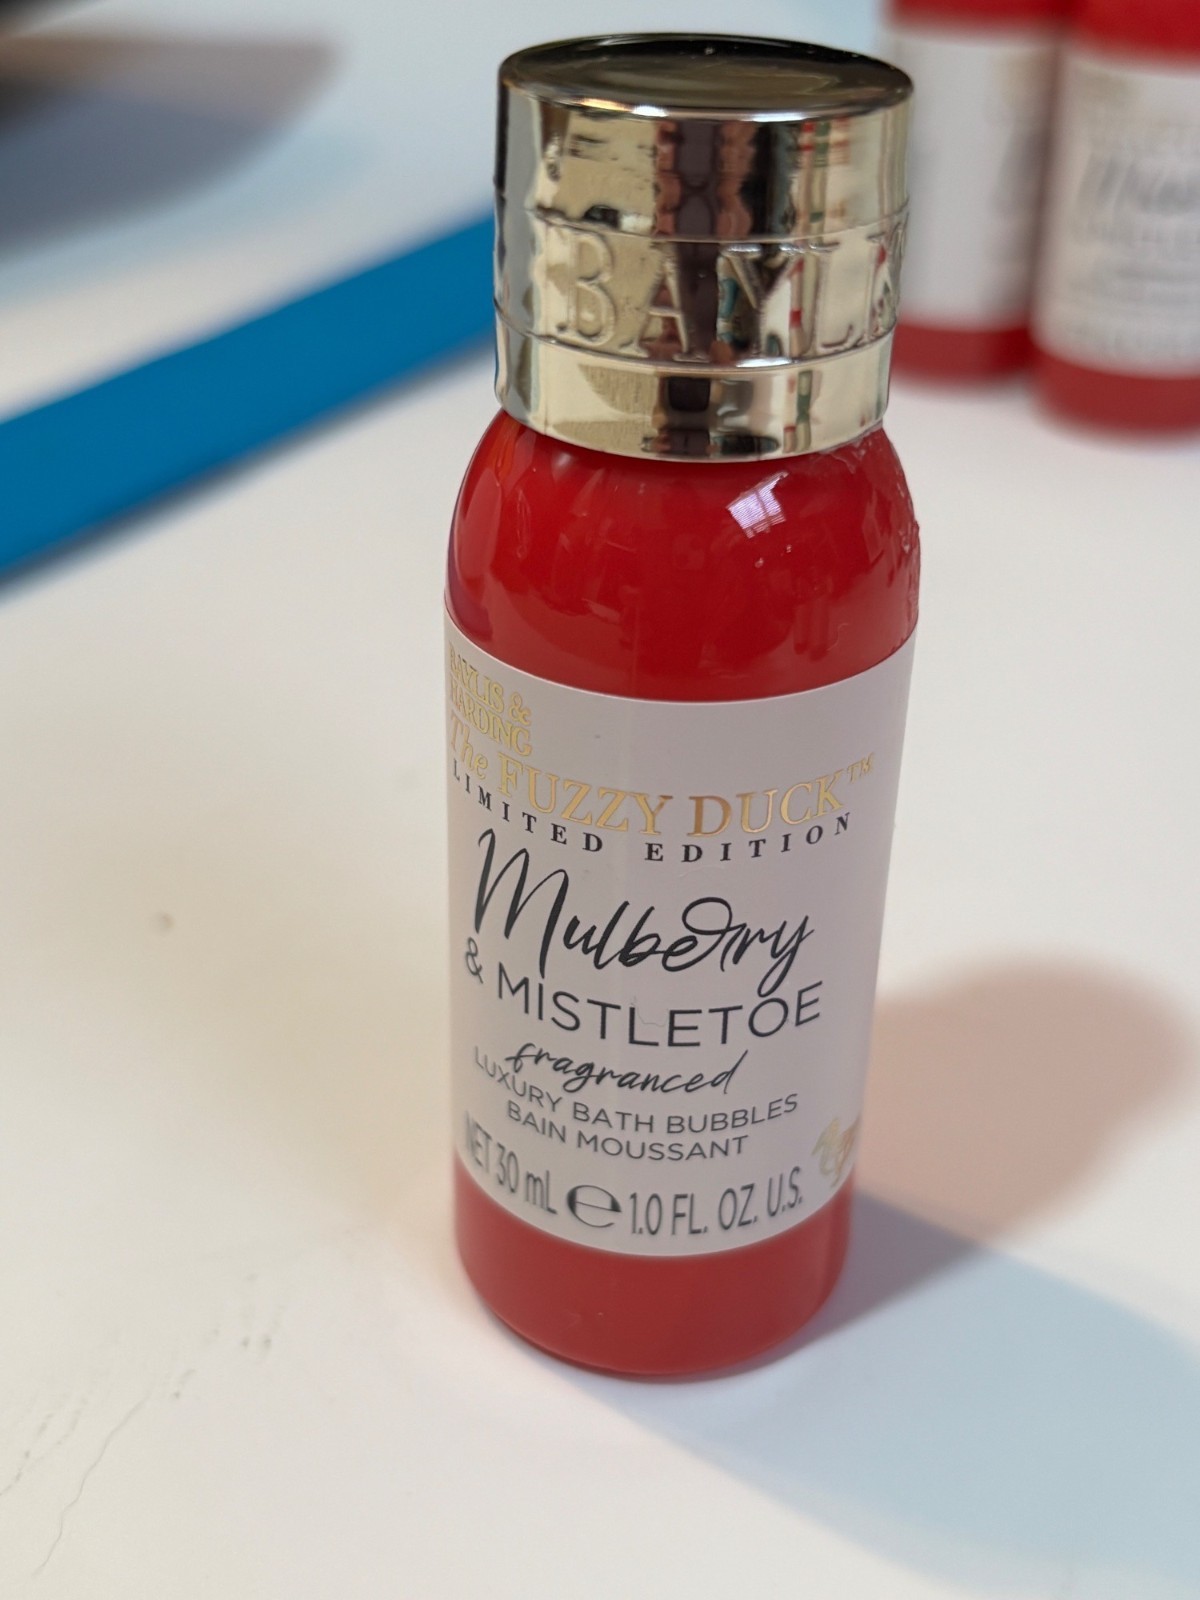 BAYLIS &
HARDING
The FUZZY DUCK™
LIMITED EDITION
Mulberry
& MISTLETOE
fragranced
LUXURY BATH BUBBLES
BAIN MOUSSANT
NET 30 mL ℮ 1.0 FL. OZ. U.S.